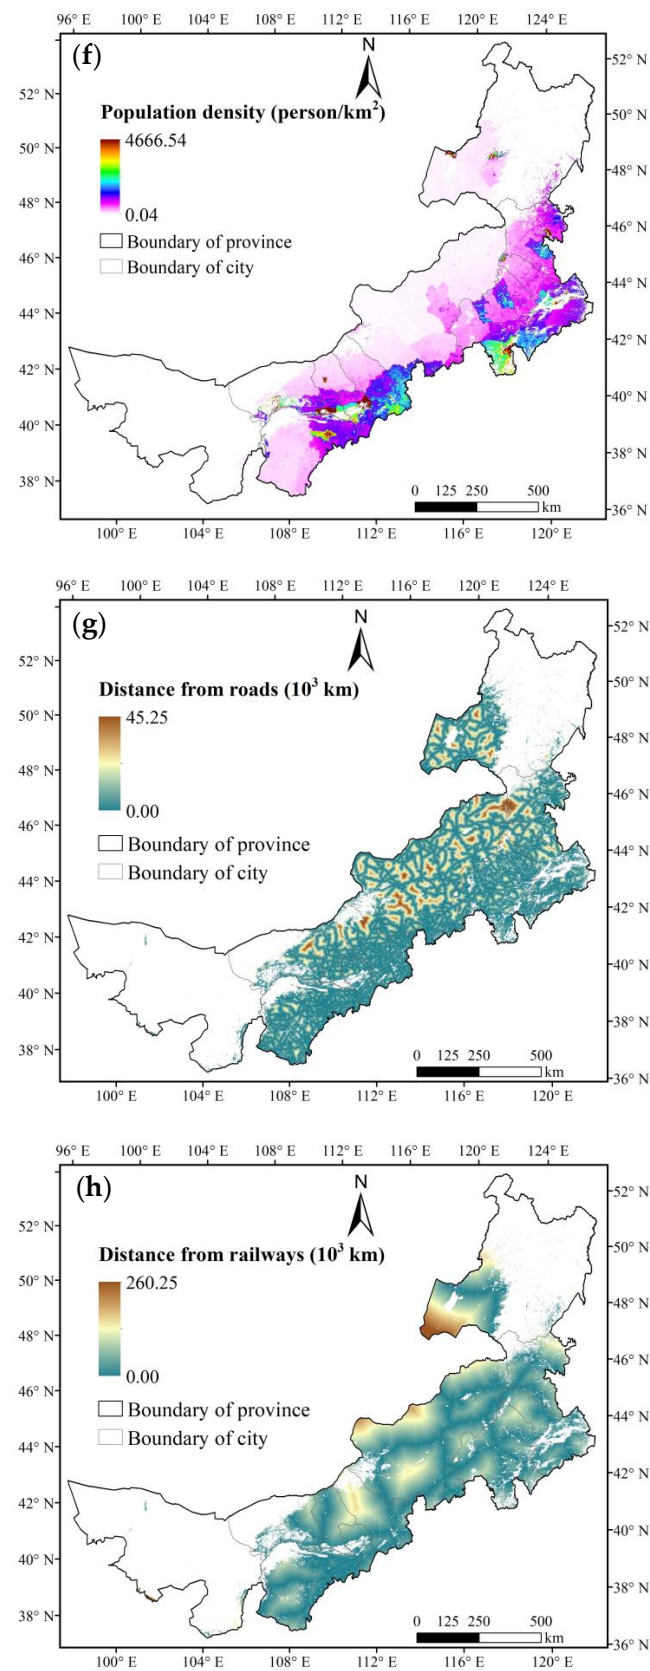 96° E 100° E 104° E 108° E 112° E 116° E 120° E 124° E
(f)
N
52° N
52° N
Population density (person/km²)
4666.54
50° N
50° N
48° N
0.04
48° N
Boundary of province
46° N
46° N
Boundary of city
44° N
44° N
42° N
42° N
40° N
40° N
38° N
38° N
0 125 250 500
km
36° N
100° E 104° E 108° E 112° E 116° E 120° E
96° E 100° E 104° E 108° E 112° E 116° E 120° E 124° E
(g)
N
52° N
52° N
Distance from roads (10³ km)
45.25
50° N
50° N
48° N
48° N
0.00
46° N
46° N
Boundary of province
44° N
Boundary of city
44° N
42° N
42° N
40° N
40° N
38° N
38° N
0 125 250 500
km
36° N
100° E 104° E 108° E 112° E 116° E 120° E
96° E 100° E 104° E 108° E 112° E 116° E 120° E 124° E
(h)
N
52° N
52° N
Distance from railways (10³ km)
260.25
50° N
50° N
48° N
48° N
0.00
46° N
46° N
Boundary of province
44° N
Boundary of city
44° N
42° N
42° N
40° N
40° N
38° N
38° N
0 125 250 500
km
36° N
100° E 104° E 108° E 112° E 116° E 120° E